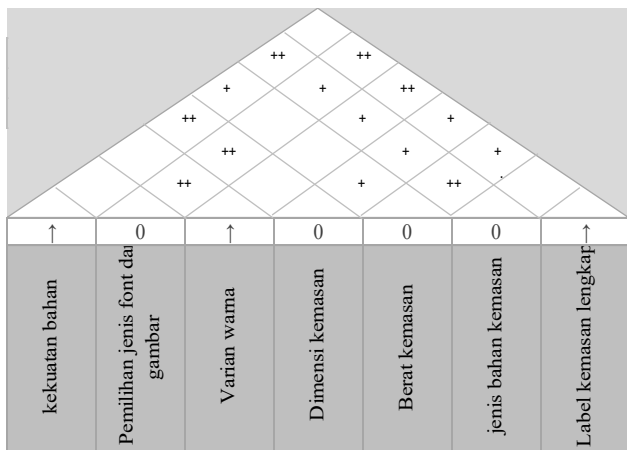 ++ ++
+ + ++
++ + +
++ + +
++ + ++
↑ 0 ↑ 0 0 0 ↑
kekuatan bahan
Pemilihan jenis font dan
gambar
Varian warna
Dimensi kemasan
Berat kemasan
jenis bahan kemasan
Label kemasan lengkap